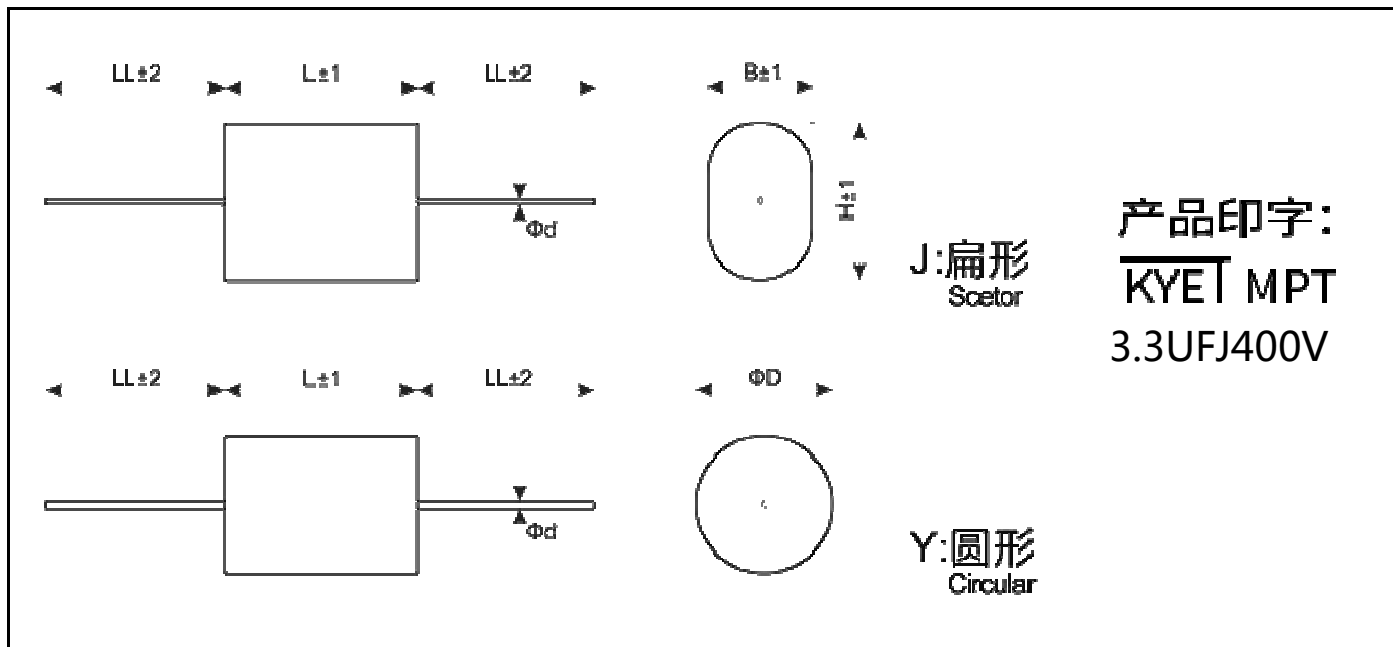 LL±2 L±1 LL±2 B±1
H±1
Φd
J:扁形
Scetor
产品印字:
KYET MPT
3.3UFJ400V
LL±2 L±1 LL±2 ΦD
Φd
Y:圆形
Circular